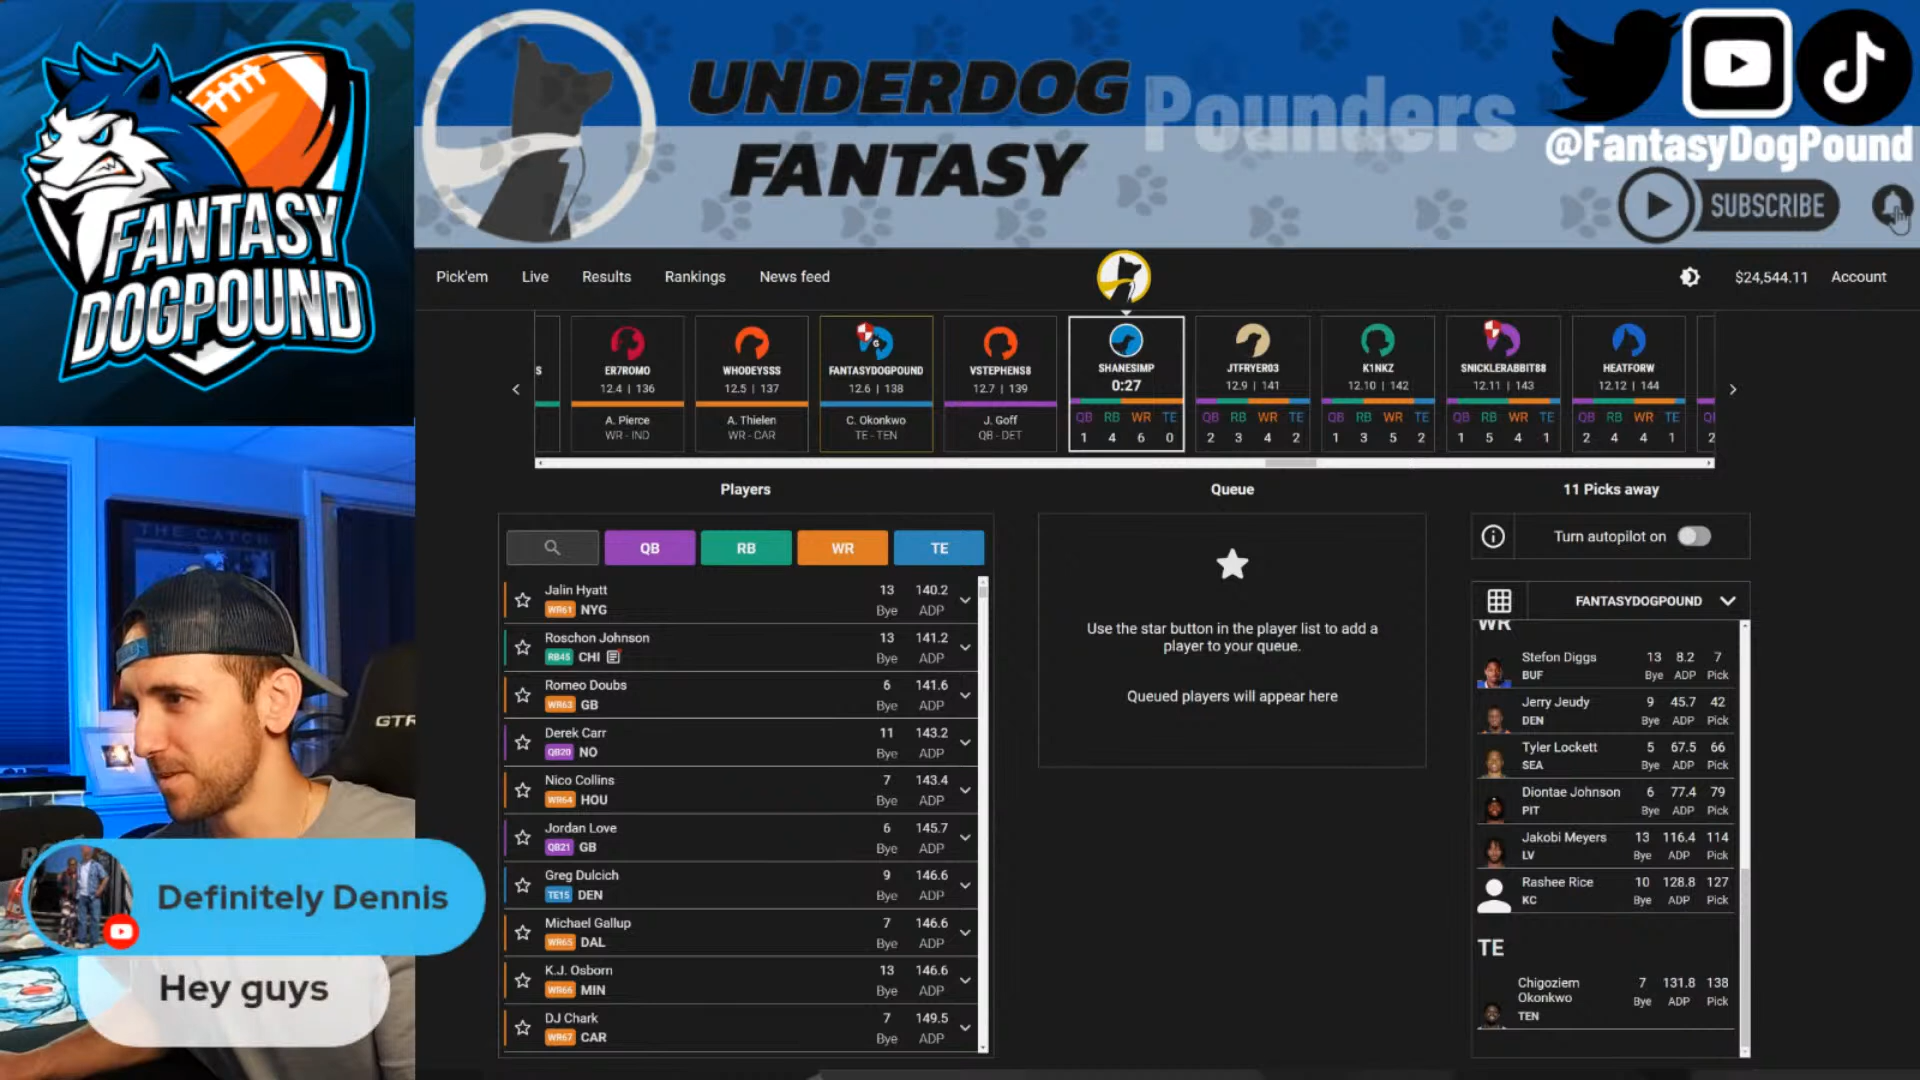 FANTASY
DOGPOUND
UNDERDOG
FANTASY
Pounders
@FantasyDogPound
SUBSCRIBE
Pick'em Live Results Rankings News feed
$24,544.11 Account
S
ER7ROMO
12.4 | 136
A. Pierce
WR - IND
WHODEYSSS
12.5 | 137
A. Thielen
WR - CAR
FANTASYDOGPOUND
12.6 | 138
C. Okonkwo
TE - TEN
VSTEPHENS8
12.7 | 139
J. Goff
QB - DET
SHANESIMP
0:27
QB RB WR TE
1 4 6 0
JTFRYER03
12.9 | 141
QB RB WR TE
2 3 4 2
K1NKZ
12.10 | 142
QB RB WR TE
1 3 5 2
SNICKLERABBIT88
12.11 | 143
QB RB WR TE
1 5 4 1
HEATFORW
12.12 | 144
QB RB WR TE
2 4 4 1
Players
QB RB WR TE
Jalin Hyatt 13 140.2
WR61 NYG Bye ADP
Roschon Johnson 13 141.2
RB45 CHI Bye ADP
Romeo Doubs 6 141.6
WR63 GB Bye ADP
Derek Carr 11 143.2
QB20 NO Bye ADP
Nico Collins 7 143.4
WR64 HOU Bye ADP
Jordan Love 6 145.7
QB21 GB Bye ADP
Greg Dulcich 9 146.6
TE15 DEN Bye ADP
Michael Gallup 7 146.6
WR65 DAL Bye ADP
K.J. Osborn 13 146.6
WR66 MIN Bye ADP
DJ Chark 7 149.5
WR67 CAR Bye ADP
Queue
Use the star button in the player list to add a
player to your queue.
Queued players will appear here
11 Picks away
Turn autopilot on
FANTASYDOGPOUND
WR
Stefon Diggs 13 8.2 7
BUF Bye ADP Pick
Jerry Jeudy 9 45.7 42
DEN Bye ADP Pick
Tyler Lockett 5 67.5 66
SEA Bye ADP Pick
Diontae Johnson 6 77.4 79
PIT Bye ADP Pick
Jakobi Meyers 13 116.4 114
LV Bye ADP Pick
Rashee Rice 10 128.8 127
KC Bye ADP Pick
TE
Chigoziem 7 131.8 138
Okonkwo Bye ADP Pick
TEN
THE CATCH
GTR
Definitely Dennis
Hey guys